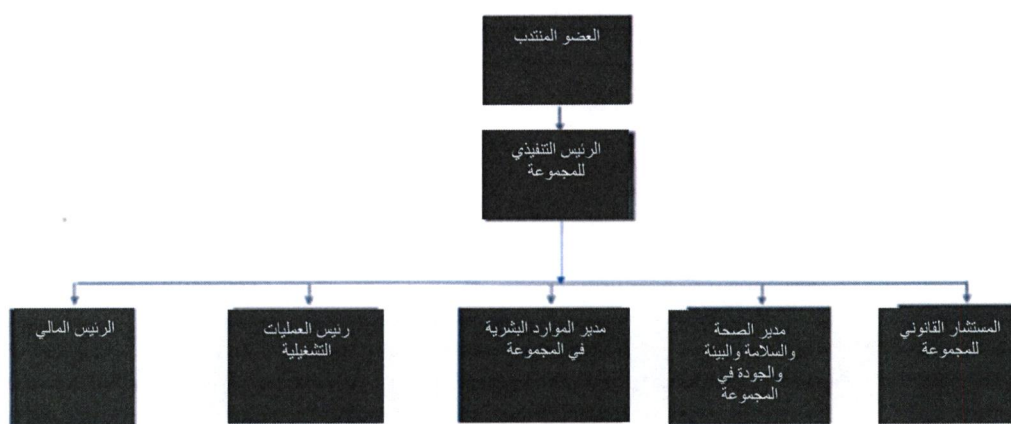 العضو المنتدب
الرئيس التنفيذي
للمجموعة
المستشار القانوني
للمجموعة
مدير الصحة
والسلامة والبيئة
والجودة في
المجموعة
مدير الموارد البشرية
في المجموعة
رئيس العمليات
التشغيلية
الرئيس المالي